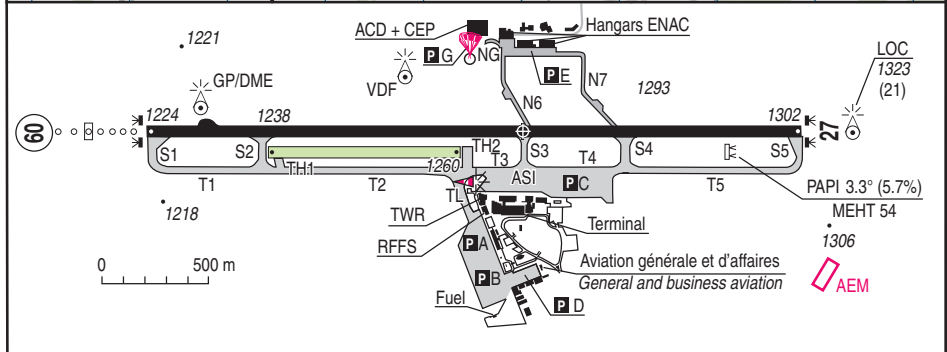 ACD + CEP
Hangars ENAC
1221
P G
NG
LOC
1323
(21)
GP/DME
VDF
P E
N7
1293
N6
1224
1238
1302
09
27
S1
S2
TH2
T3
S3
T4
S4
S5
TH1
1260
T1
T2
TL
ASI
P C
T5
PAPI 3.3° (5.7%)
MEHT 54
1218
TWR
Terminal
1306
RFFS
P A
0
500 m
Aviation générale et d'affaires
General and business aviation
P B
AEM
Fuel
P D